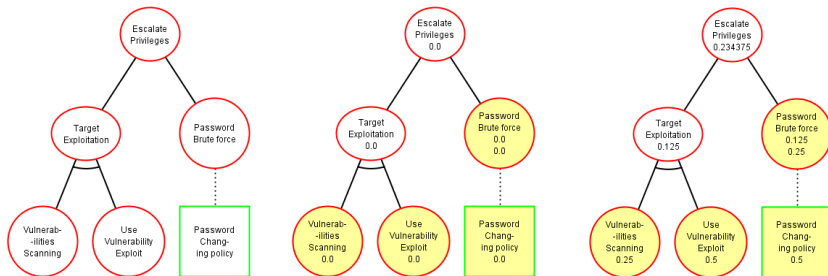 Escalate
Privileges
Target
Exploitation
Password
Brute force
Vulnerab-
-ilities
Scanning
Use
Vulnerability
Exploit
Password
Chang-
ing policy
Escalate
Privileges
0.0
Target
Exploitation
0.0
Password
Brute force
0.0
0.0
Vulnerab-
-ilities
Scanning
0.0
Use
Vulnerability
Exploit
0.0
Password
Chang-
ing policy
0.0
Escalate
Privileges
0.234375
Target
Exploitation
0.125
Password
Brute force
0.125
0.25
Vulnerab-
-ilities
Scanning
0.25
Use
Vulnerability
Exploit
0.5
Password
Chang-
ing policy
0.5